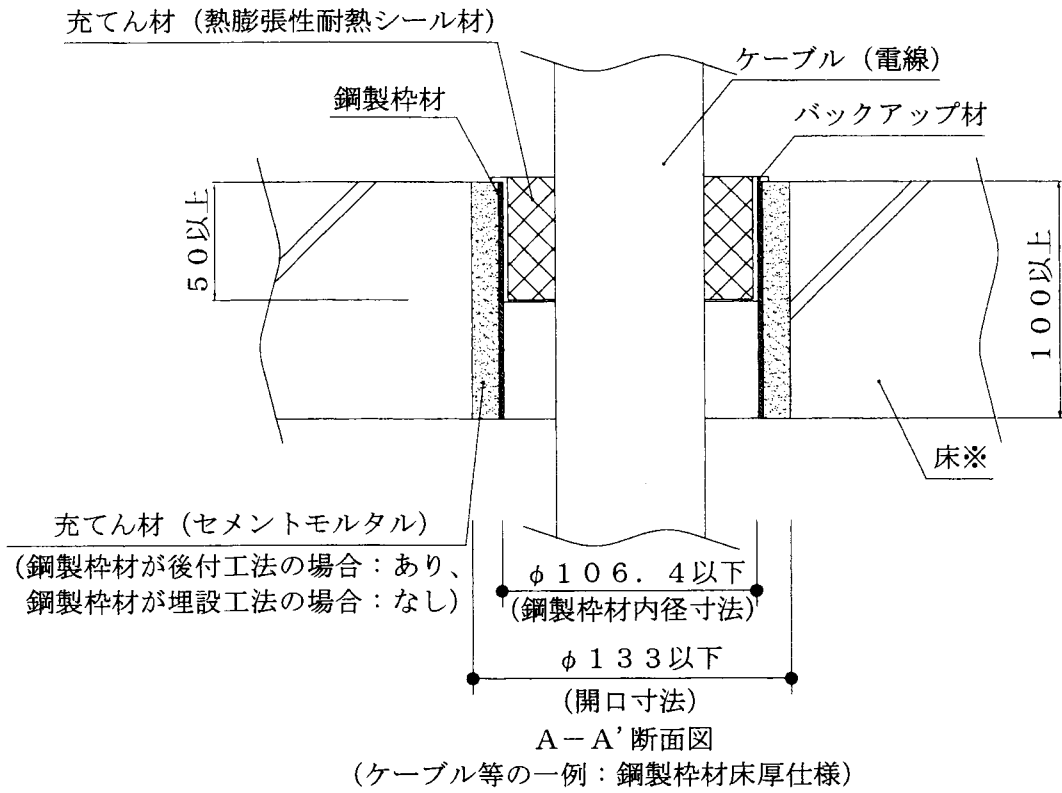 充てん材（熱膨張性耐熱シール材）
ケーブル（電線）
鋼製枠材
バックアップ材
５０以上
１００以上
床※
充てん材（セメントモルタル）
(鋼製枠材が後付工法の場合：あり、
鋼製枠材が埋設工法の場合：なし)
φ１０６．４以下
(鋼製枠材内径寸法)
φ１３３以下
(開口寸法)
Ａ－Ａ’断面図
(ケーブル等の一例：鋼製枠材床厚仕様)